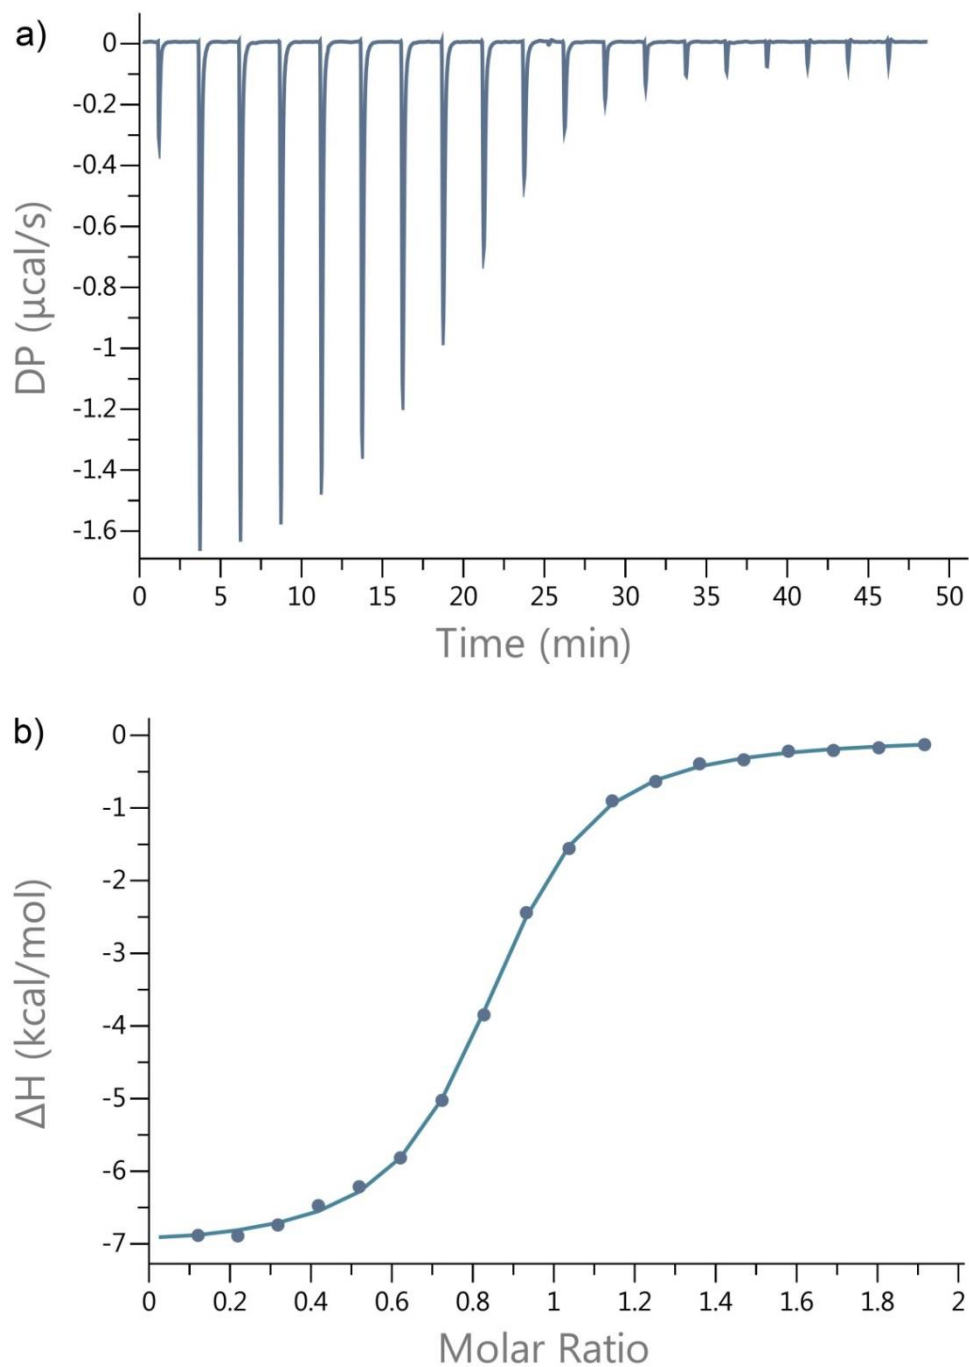 a)
0
-0.2
-0.4
-0.6
-0.8
-1
-1.2
-1.4
-1.6
DP (µcal/s)
0 5 10 15 20 25 30 35 40 45 50
Time (min)
b)
0
-1
-2
-3
-4
-5
-6
-7
ΔH (kcal/mol)
0 0.2 0.4 0.6 0.8 1 1.2 1.4 1.6 1.8 2
Molar Ratio